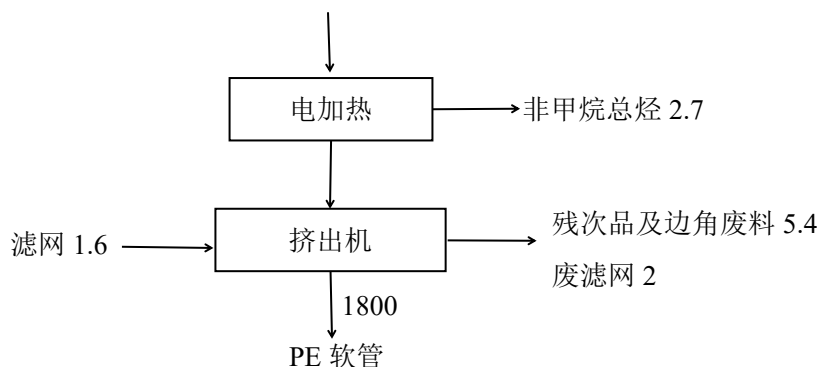 电加热
非甲烷总烃 2.7
滤网 1.6
挤出机
残次品及边角废料 5.4
废滤网 2
1800
PE 软管